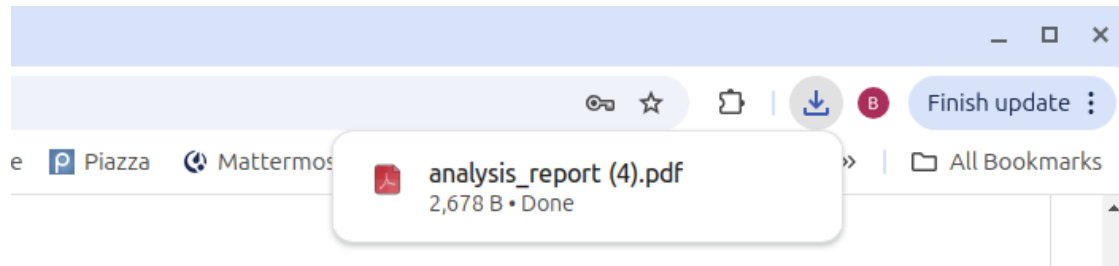 B
Finish update
e
Piazza
Mattermos
»
All Bookmarks
analysis_report (4).pdf
2,678 B • Done